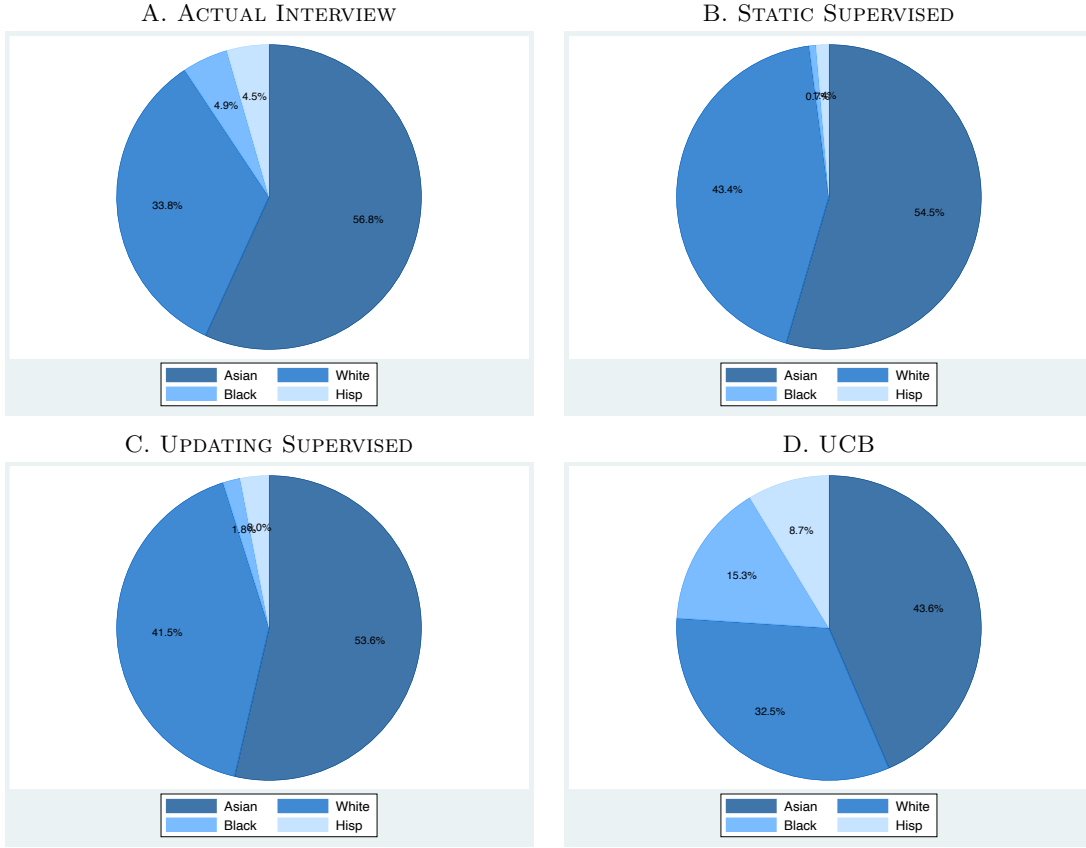 A. Actual Interview
4.5%
4.9%
33.8%
56.8%
Asian White
Black Hisp
B. Static Supervised
43.4%
54.5%
Asian White
Black Hisp
C. Updating Supervised
1.8%
41.5%
53.6%
Asian White
Black Hisp
D. UCB
8.7%
15.3%
43.6%
32.5%
Asian White
Black Hisp